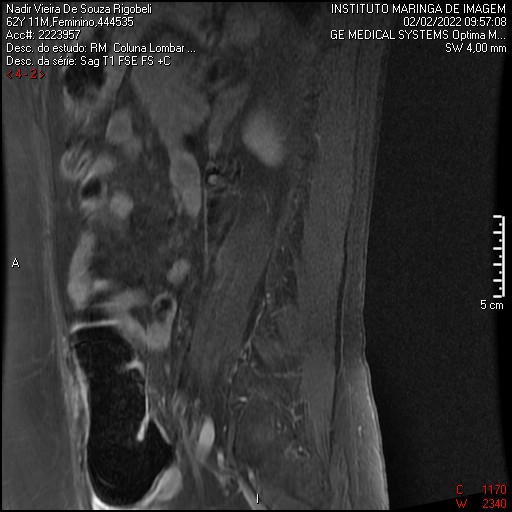 Nadir Vieira De Souza Rigobeli
62Y 11M,Feminino,444535
Acc#: 2223957
Desc. do estudo: RM Coluna Lombar ...
Desc. da série: Sag T1 FSE FS +C
<4-2>
INSTITUTO MARINGA DE IMAGEM
02/02/2022 09:57:08
GE MEDICAL SYSTEMS Optima M...
SW 4,00 mm
A
5 cm
I
C 1170
W 2340